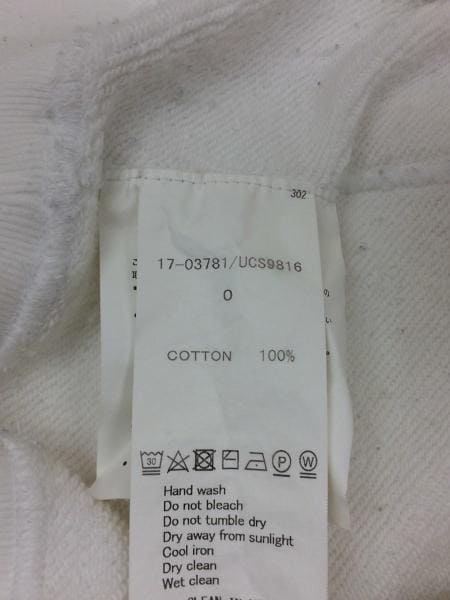 302
17-03781/UCS9816
0
COTTON 100%
30
P
W
Hand wash
Do not bleach
Do not tumble dry
Dry away from sunlight
Cool iron
Dry clean
Wet clean